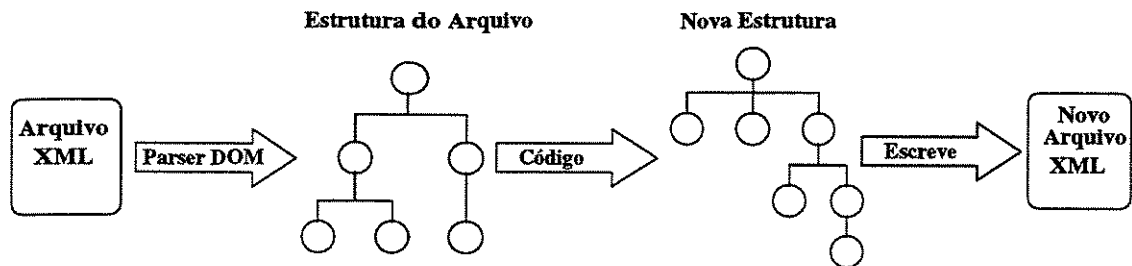 Estrutura do Arquivo
Nova Estrutura
Arquivo
XML
Parser DOM
Código
Escreve
Novo
Arquivo
XML